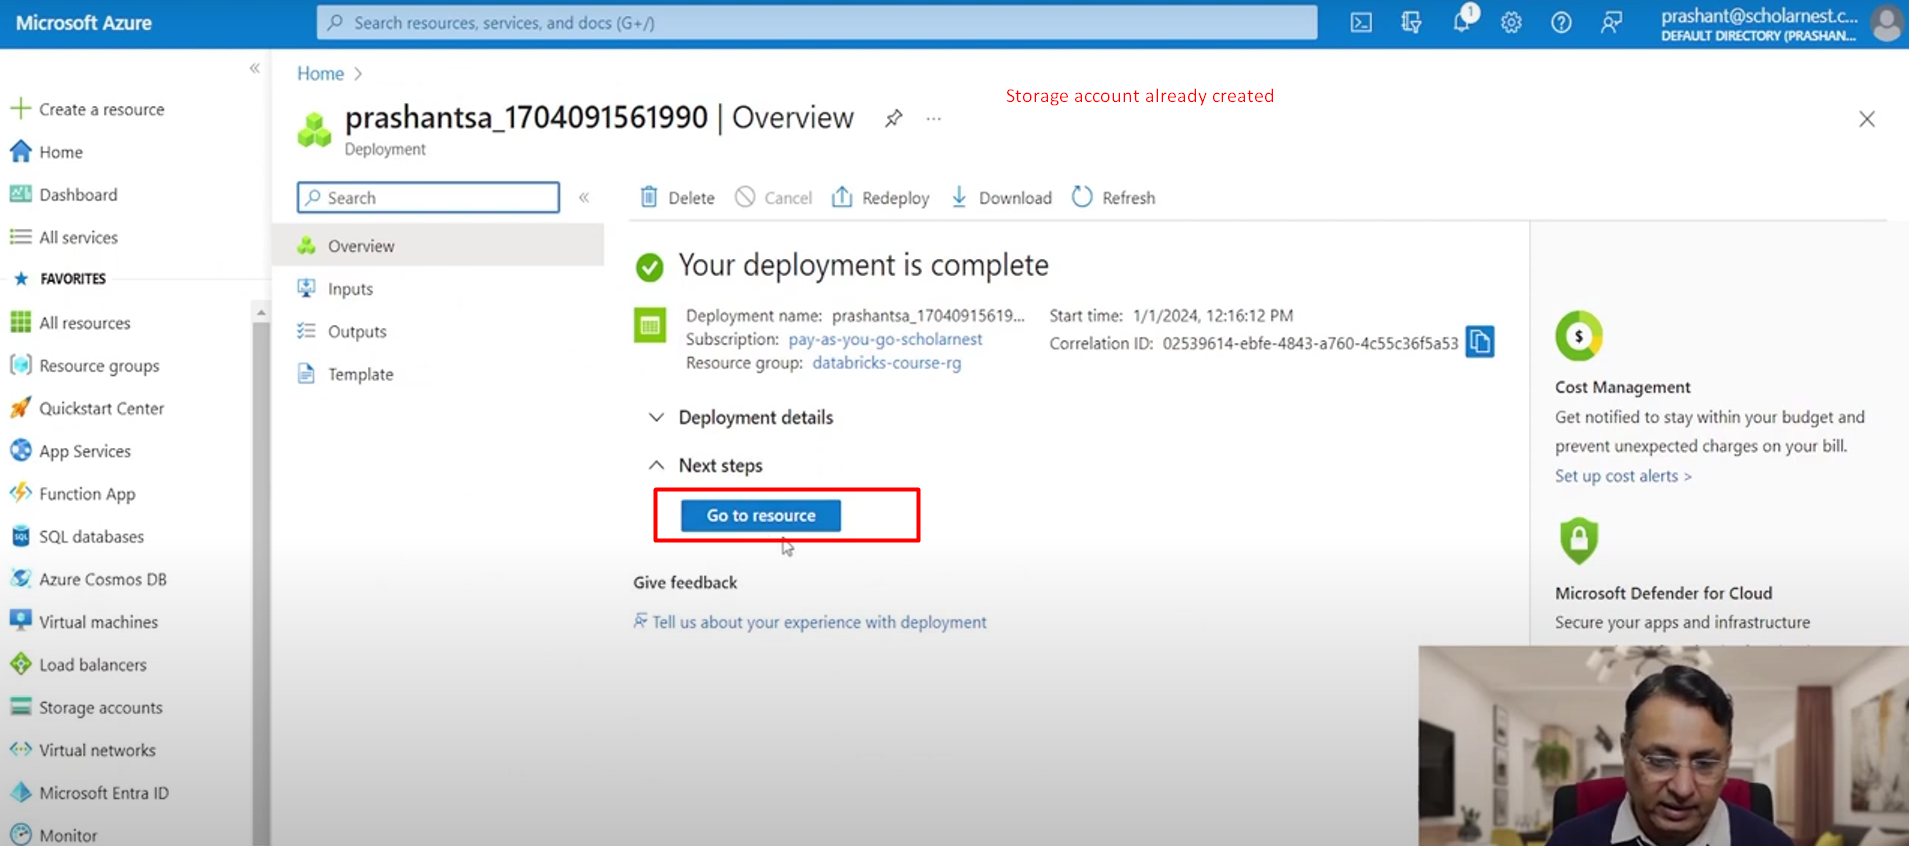 Microsoft Azure
Search resources, services, and docs (G+/)
1
prashant@scholarnest.c...
DEFAULT DIRECTORY (PRASHAN...
Create a resource
Home
Dashboard
All services
FAVORITES
All resources
Resource groups
Quickstart Center
App Services
Function App
SQL databases
Azure Cosmos DB
Virtual machines
Load balancers
Storage accounts
Virtual networks
Microsoft Entra ID
Monitor
Home >
Storage account already created
prashantsa_1704091561990 | Overview
Deployment
Search
Overview
Inputs
Outputs
Template
Delete Cancel Redeploy Download Refresh
Your deployment is complete
Deployment name: prashantsa_17040915619...
Subscription: pay-as-you-go-scholarnest
Resource group: databricks-course-rg
Start time: 1/1/2024, 12:16:12 PM
Correlation ID: 02539614-ebfe-4843-a760-4c55c36f5a53
Deployment details
Next steps
Go to resource
Give feedback
Tell us about your experience with deployment
Cost Management
Get notified to stay within your budget and
prevent unexpected charges on your bill.
Set up cost alerts >
Microsoft Defender for Cloud
Secure your apps and infrastructure